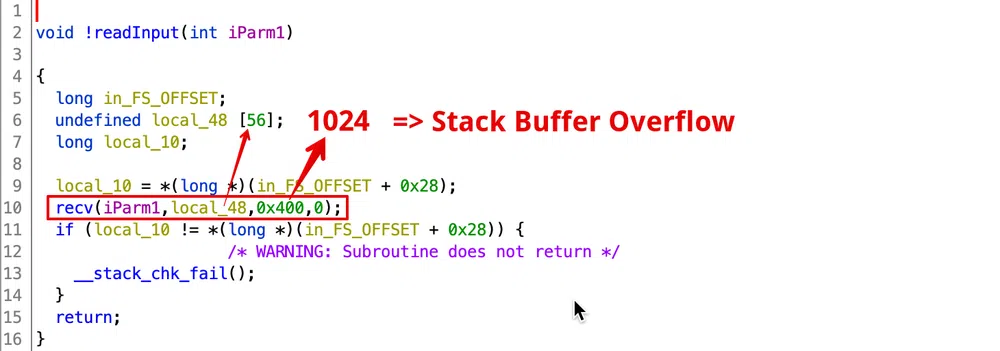 1
2 void !readInput(int iParm1)
3
4 {
5 long in_FS_OFFSET;
6 undefined local_48 [56]; 1024 => Stack Buffer Overflow
7 long local_10;
8
9 local_10 = *(long *)(in_FS_OFFSET + 0x28);
10 recv(iParm1,local_48,0x400,0);
11 if (local_10 != *(long *)(in_FS_OFFSET + 0x28)) {
12 /* WARNING: Subroutine does not return */
13 __stack_chk_fail();
14 }
15 return;
16 }